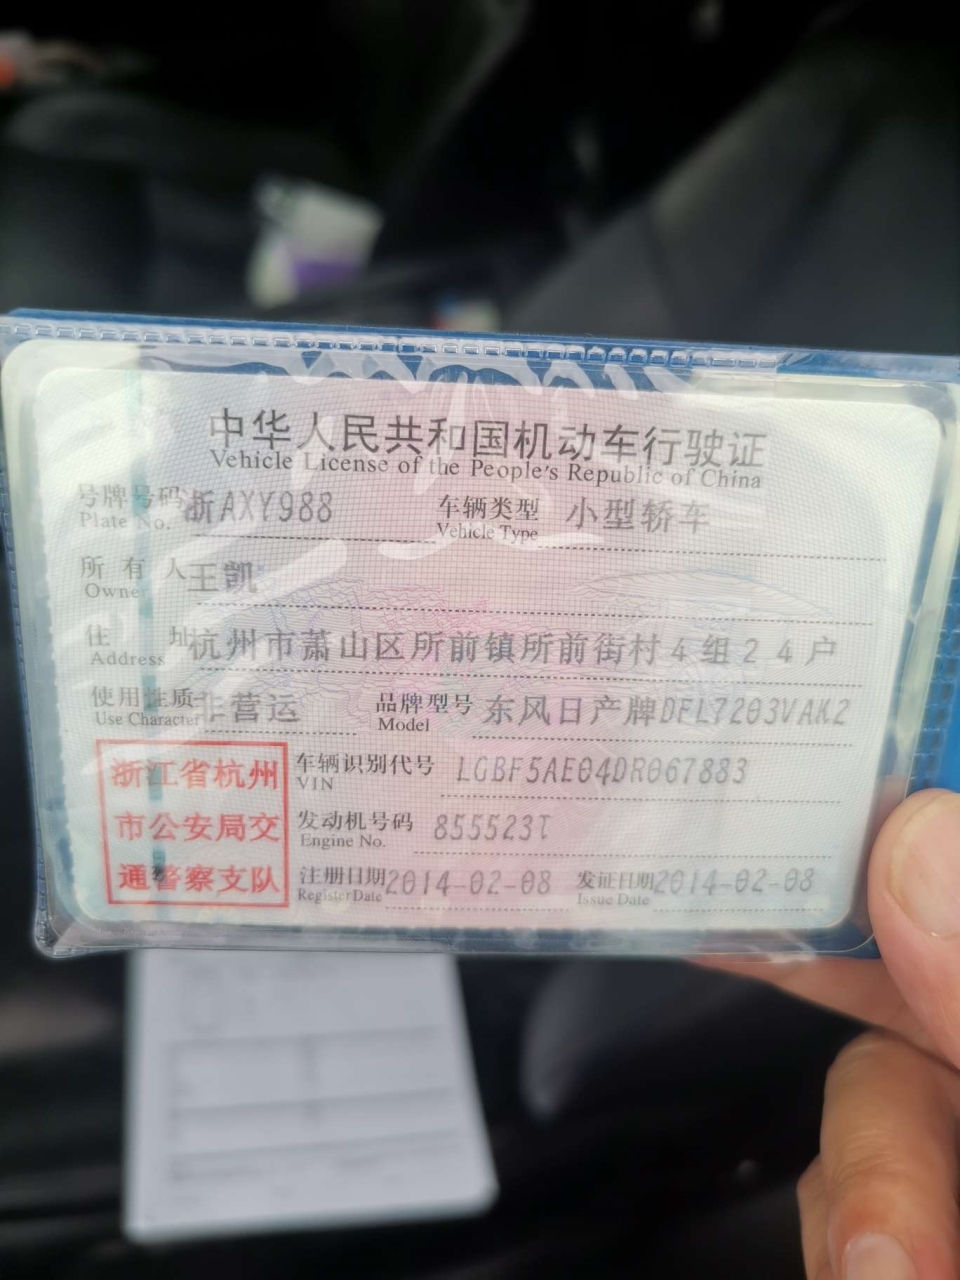 中华人民共和国机动车行驶证
Vehicle License of the People's Republic of China
号牌号码 浙AXY988 车辆类型 小型轿车
Plate No. Vehicle Type
所有人 王凯
Owner
住址 杭州市萧山区所前镇所前街村4组24户
Address
使用性质 非营运 品牌型号 东风日产牌DFL7203VAK2
Use Character Model
浙江省杭州
市公安局交
通警察支队
车辆识别代号 LGBF5AE04DR067883
VIN
发动机号码 855523T
Engine No.
注册日期 2014-02-08 发证日期 2014-02-08
Register Date Issue Date